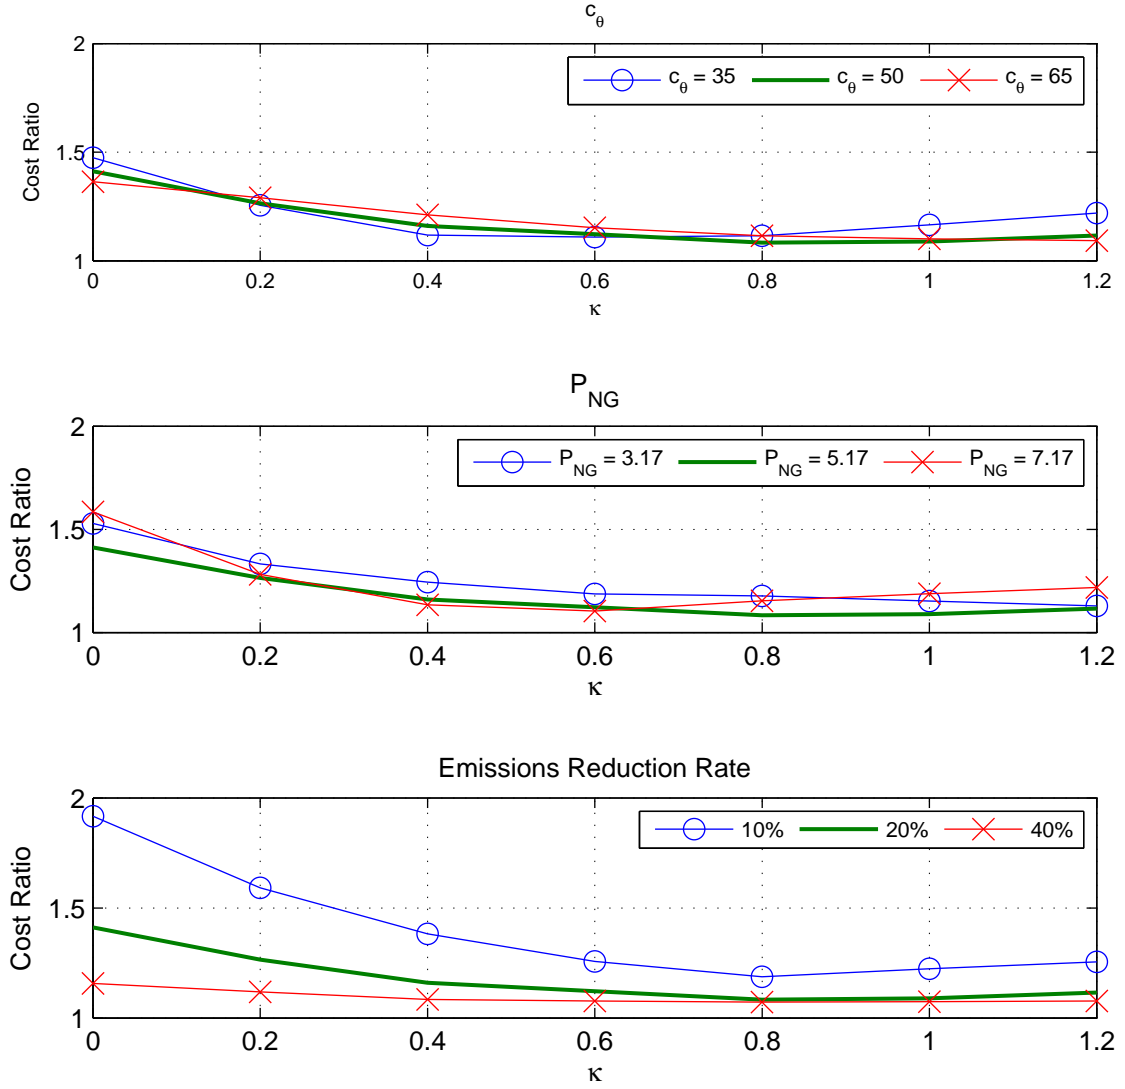 c_θ
2
c_θ = 35 c_θ = 50 c_θ = 65
1.5
Cost Ratio
1
0 0.2 0.4 0.6 0.8 1 1.2
κ
P_NG
2
P_NG = 3.17 P_NG = 5.17 P_NG = 7.17
1.5
Cost Ratio
1
0 0.2 0.4 0.6 0.8 1 1.2
κ
Emissions Reduction Rate
2
10% 20% 40%
1.5
Cost Ratio
1
0 0.2 0.4 0.6 0.8 1 1.2
κ